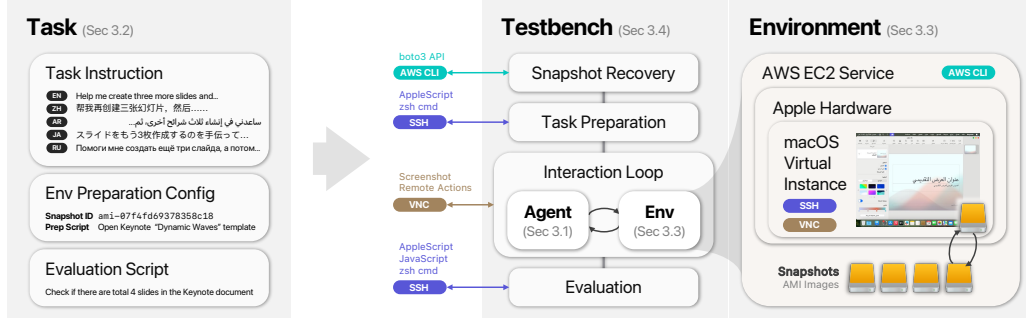 Task (Sec 3.2)
Task Instruction
EN Help me create three more slides and...
ZH 帮我再创建三张幻灯片，然后......
AR ساعدني في إنشاء ثلاث شرائح أخرى، ثم...
JA スライドをもう3枚作成するのを手伝って...
RU Помоги мне создать ещё три слайда, а потом...
Env Preparation Config
Snapshot ID ami-07f4fd69378358c18
Prep Script Open Keynote "Dynamic Waves" template
Evaluation Script
Check if there are total 4 slides in the Keynote document
boto3 API
AWS CLI
AppleScript
zsh cmd
SSH
Screenshot
Remote Actions
VNC
AppleScript
JavaScript
zsh cmd
SSH
Testbench (Sec 3.4)
Snapshot Recovery
Task Preparation
Interaction Loop
Agent
(Sec 3.1)
Env
(Sec 3.3)
Evaluation
Environment (Sec 3.3)
AWS EC2 Service AWS CLI
Apple Hardware
macOS
Virtual
Instance
SSH
VNC
عنوان العرض التقديمي
Snapshots
AMI Images